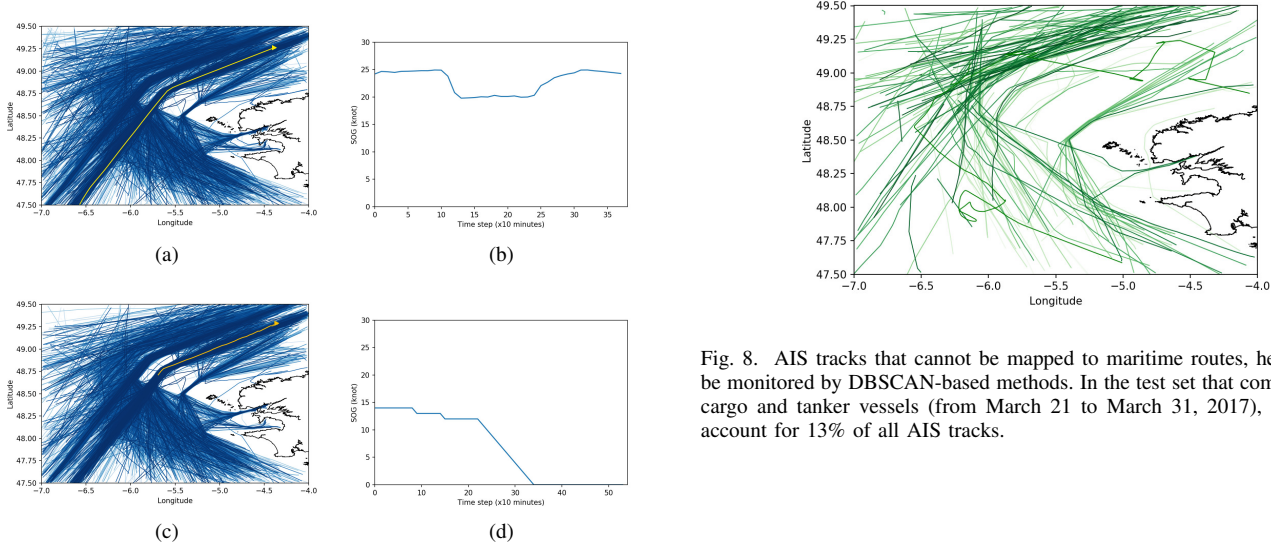 49.50
49.25
49.00
48.75
48.50
48.25
48.00
47.75
47.50
Latitude
−7.0 −6.5 −6.0 −5.5 −5.0 −4.5 −4.0
Longitude
(a)
30
25
20
15
10
5
0
SOG (knot)
0 5 10 15 20 25 30 35
Time step (x10 minutes)
(b)
49.50
49.25
49.00
48.75
48.50
48.25
48.00
47.75
47.50
Latitude
−7.0 −6.5 −6.0 −5.5 −5.0 −4.5 −4.0
Longitude
(c)
30
25
20
15
10
5
0
SOG (knot)
0 10 20 30 40 50
Time step (x10 minutes)
(d)
49.50
49.25
49.00
48.75
48.50
48.25
48.00
47.75
47.50
Latitude
−7.0 −6.5 −6.0 −5.5 −5.0 −4.5 −4.0
Longitude
Fig. 8. AIS tracks that cannot be mapped to maritime routes, he
be monitored by DBSCAN-based methods. In the test set that com
cargo and tanker vessels (from March 21 to March 31, 2017),
account for 13% of all AIS tracks.